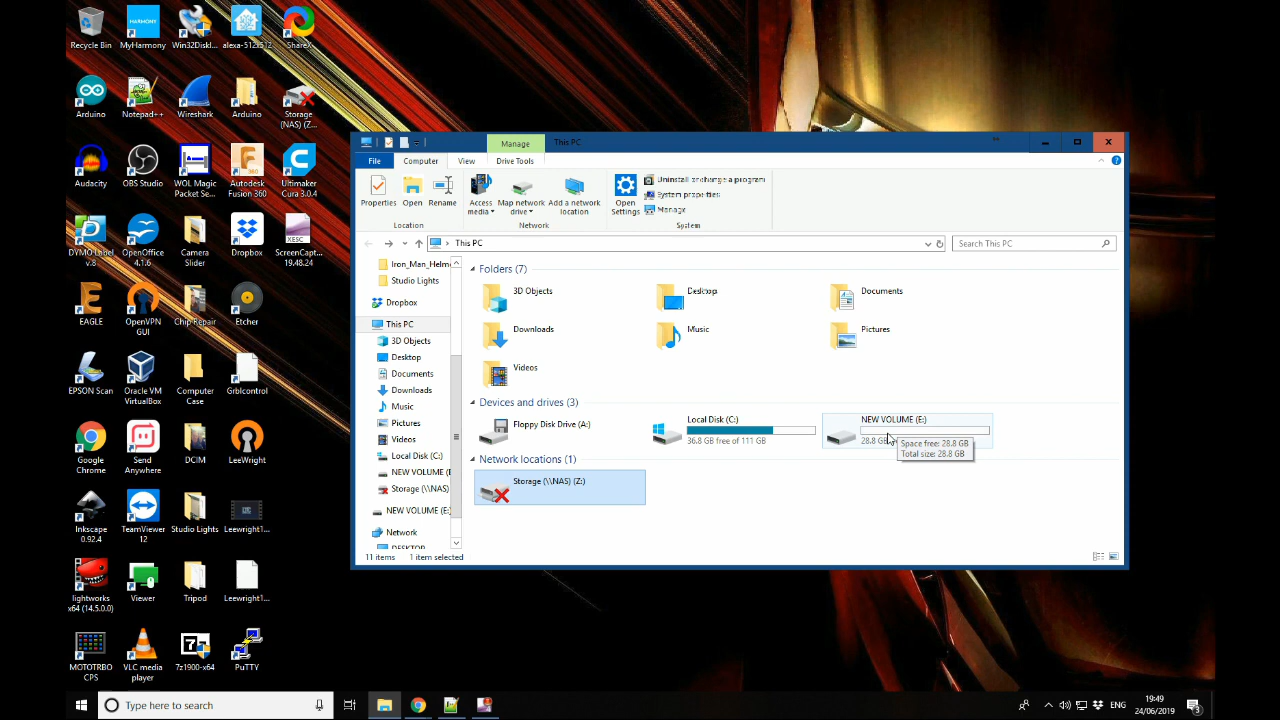 Recycle Bin
MyHarmony
Win32Diskl...
alexa-512x512
ShareX
Arduino
Notepad++
Wireshark
Arduino
Storage
(NAS) (Z...
Audacity
OBS Studio
WOL Magic
Packet Se...
Autodesk
Fusion 360
Ultimaker
Cura 3.0.4
DYMO Label
v.8
OpenOffice
4.1.6
Camera
Slider
Dropbox
XESC
ScreenCapt...
19.48.24
EAGLE
OpenVPN
GUI
Chip Repair
Etcher
EPSON Scan
Oracle VM
VirtualBox
Computer
Case
Grblcontrol
Google
Chrome
Send
Anywhere
DCIM
LeeWright
Inkscape
0.92.4
TeamViewer
12
Studio Lights
Leewright1...
lightworks
x64 (14.5.0.0)
Viewer
Tripod
Leewright1...
MOTOTRBO
CPS
VLC media
player
7z1900-x64
PuTTY
Manage
This PC
File
Computer
View
Drive Tools
Properties
Open
Rename
Access
media
Map network
drive
Add a network
location
Open
Settings
Uninstall or change a program
System properties
Manage
Location
Network
System
This PC
Search This PC
Iron_Man_Helm
Studio Lights
Dropbox
This PC
3D Objects
Desktop
Documents
Downloads
Music
Pictures
Videos
Local Disk (C:)
NEW VOLUME (E
Storage (\\NAS)
NEW VOLUME (E:)
Network
DESKTOP
Folders (7)
3D Objects
Desktop
Documents
Downloads
Music
Pictures
Videos
Devices and drives (3)
Floppy Disk Drive (A:)
Local Disk (C:)
36.8 GB free of 111 GB
NEW VOLUME (E:)
28.8 GB
Space free: 28.8 GB
Total size: 28.8 GB
Network locations (1)
Storage (\\NAS) (Z:)
11 items
1 item selected
Type here to search
ENG
19:49
24/06/2019
3